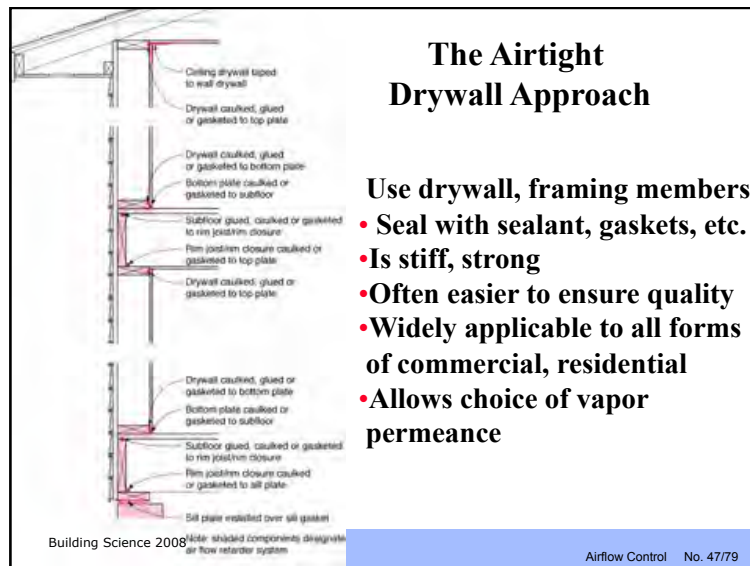 The Airtight
Drywall Approach
Ceiling drywall taped
to wall drywall
Drywall caulked, glued
or gasketed to top plate
Drywall caulked, glued
or gasketed to bottom plate
Bottom plate caulked or
gasketed to subfloor
Subfloor glued, caulked or gasketed
to rim joist/rim closure
Rim joist/rim closure caulked or
gasketed to top plate
Drywall caulked, glued or
gasketed to top plate
Drywall caulked, glued or
gasketed to bottom plate
Bottom plate caulked or
gasketed to subfloor
Subfloor glued, caulked or gasketed
to rim joist/rim closure
Rim joist/rim closure caulked
or gasketed to sill plate
Sill plate installed over sill gasket
Note: shaded components designate
air flow retarder system
Use drywall, framing members
• Seal with sealant, gaskets, etc.
•Is stiff, strong
•Often easier to ensure quality
•Widely applicable to all forms
of commercial, residential
•Allows choice of vapor
permeance
Building Science 2008
Airflow Control No. 47/79